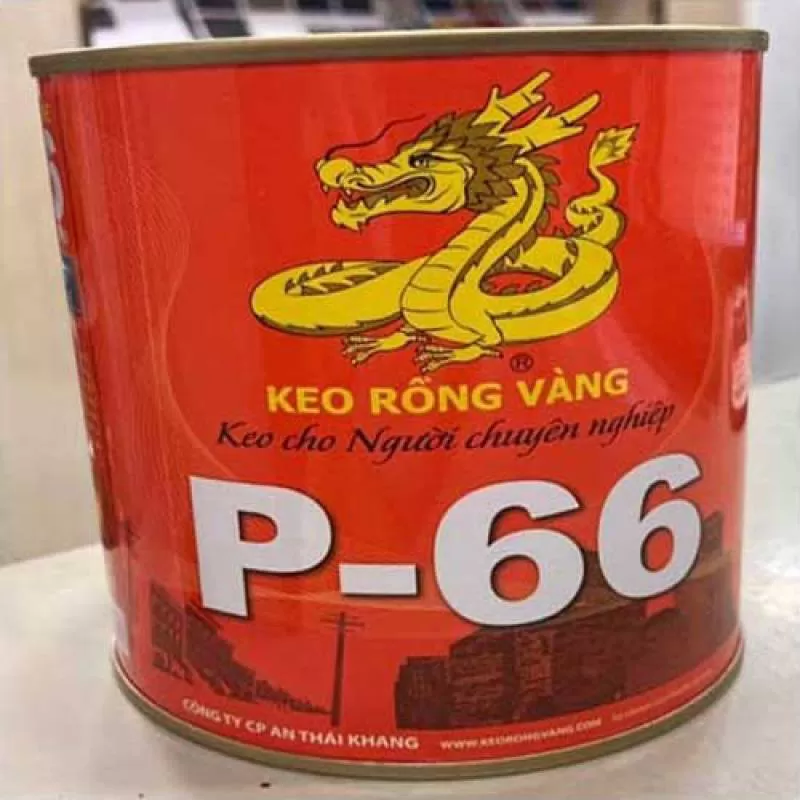 ®
KEO RỒNG VÀNG
Keo cho Người chuyên nghiệp
P-66
CÔNG TY CP AN THÁI KHANG WWW.KEORONGVANG.COM